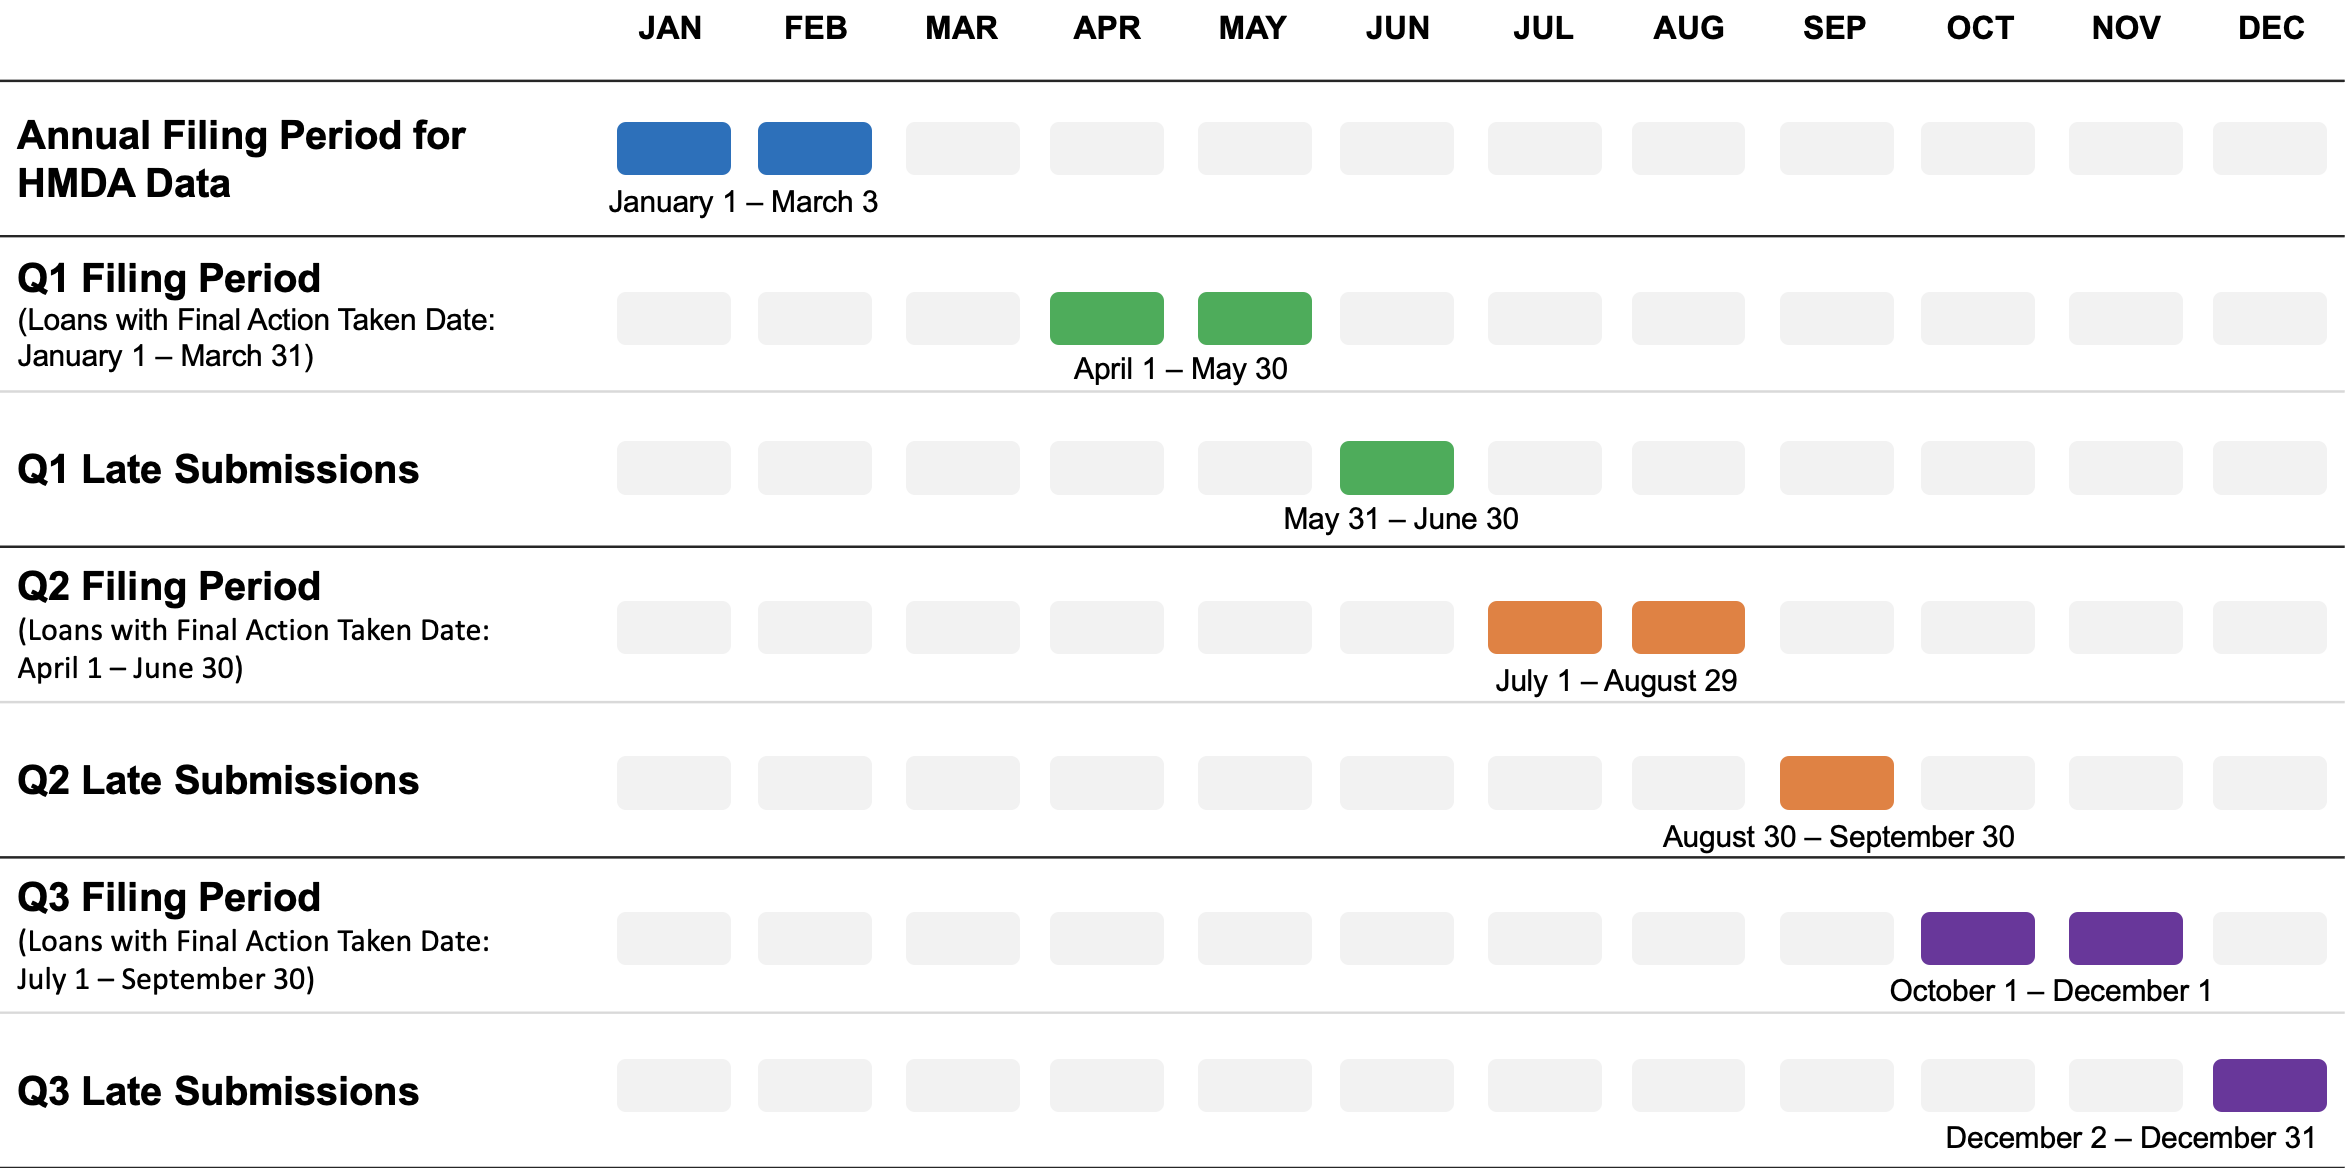 JAN FEB MAR APR MAY JUN JUL AUG SEP OCT NOV DEC
Annual Filing Period for
HMDA Data
January 1 – March 3
Q1 Filing Period
(Loans with Final Action Taken Date:
January 1 – March 31)
April 1 – May 30
Q1 Late Submissions
May 31 – June 30
Q2 Filing Period
(Loans with Final Action Taken Date:
April 1 – June 30)
July 1 – August 29
Q2 Late Submissions
August 30 – September 30
Q3 Filing Period
(Loans with Final Action Taken Date:
July 1 – September 30)
October 1 – December 1
Q3 Late Submissions
December 2 – December 31